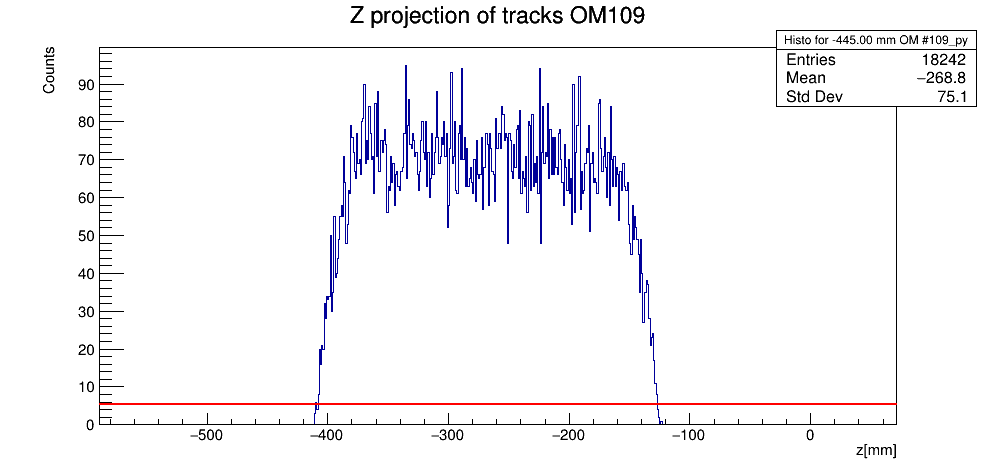 Z projection of tracks OM109
Histo for -445.00 mm OM #109_py
Entries 18242
Mean −268.8
Std Dev 75.1
Counts
90
80
70
60
50
40
30
20
10
0
−500 −400 −300 −200 −100 0
z[mm]